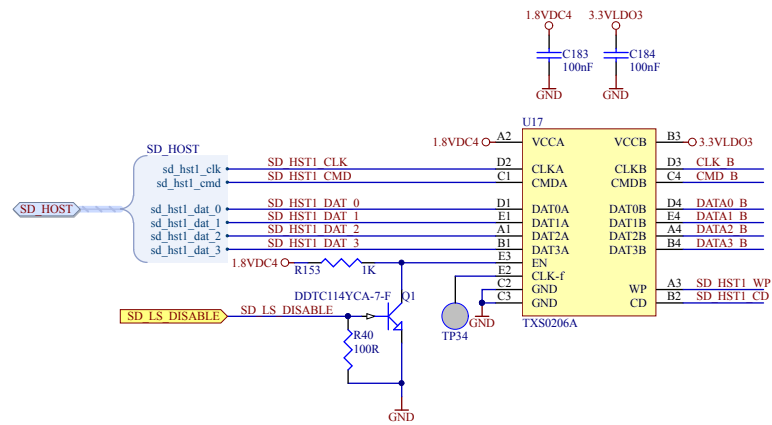 1.8VDC4 3.3VLDO3
C183 C184
100nF 100nF
GND GND
U17
1.8VDC4 A2 VCCA VCCB B3 3.3VLDO3
SD_HOST
sd_hst1_clk SD_HST1_CLK D2 CLKA CLKB D3 CLK_B
sd_hst1_cmd SD_HST1_CMD C1 CMDA CMDB C4 CMD_B
SD_HOST
sd_hst1_dat_0 SD_HST1_DAT_0 D1 DAT0A DAT0B D4 DATA0_B
sd_hst1_dat_1 SD_HST1_DAT_1 E1 DAT1A DAT1B E4 DATA1_B
sd_hst1_dat_2 SD_HST1_DAT_2 A1 DAT2A DAT2B A4 DATA2_B
sd_hst1_dat_3 SD_HST1_DAT_3 B1 DAT3A DAT3B B4 DATA3_B
1.8VDC4 R153 1K E3 EN
E2 CLK-f
C2 GND WP A3 SD_HST1_WP
C3 GND CD B2 SD_HST1_CD
DDTC114YCA-7-F Q1
SD_LS_DISABLE SD_LS_DISABLE
GND TXS0206A
TP34
R40
100R
GND